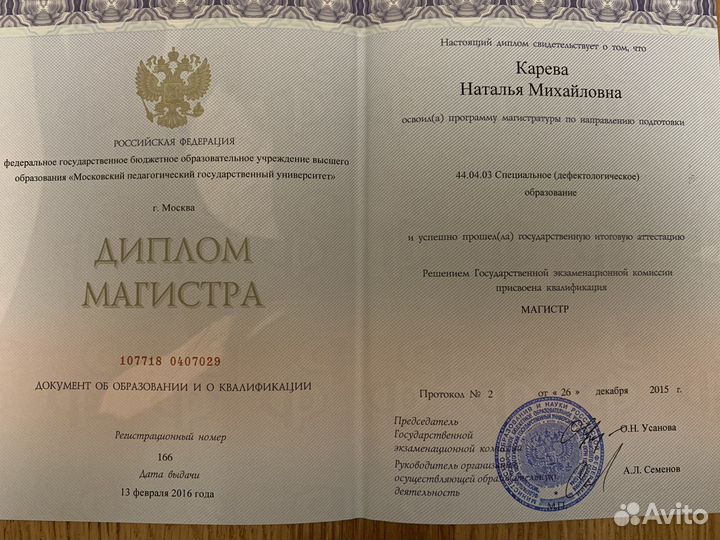 РОССИЙСКАЯ ФЕДЕРАЦИЯ
федеральное государственное бюджетное образовательное учреждение высшего
образования «Московский педагогический государственный университет»
г. Москва
ДИПЛОМ
МАГИСТРА
107718 0407029
ДОКУМЕНТ ОБ ОБРАЗОВАНИИ И О КВАЛИФИКАЦИИ
Регистрационный номер
166
Дата выдачи
13 февраля 2016 года
Настоящий диплом свидетельствует о том, что
Карева
Наталья Михайловна
освоил(а) программу магистратуры по направлению подготовки
44.04.03 Специальное (дефектологическое)
образование
и успешно прошел(ла) государственную итоговую аттестацию
Решением Государственной экзаменационной комиссии
присвоена квалификация
МАГИСТР
Протокол № 2 от « 26 » декабря 2015 г.
Председатель
Государственной
экзаменационной
О.Н. Усанова
Руководитель
осуществляющей
деятельность
А.Л. Семенов
М.П.
Avito